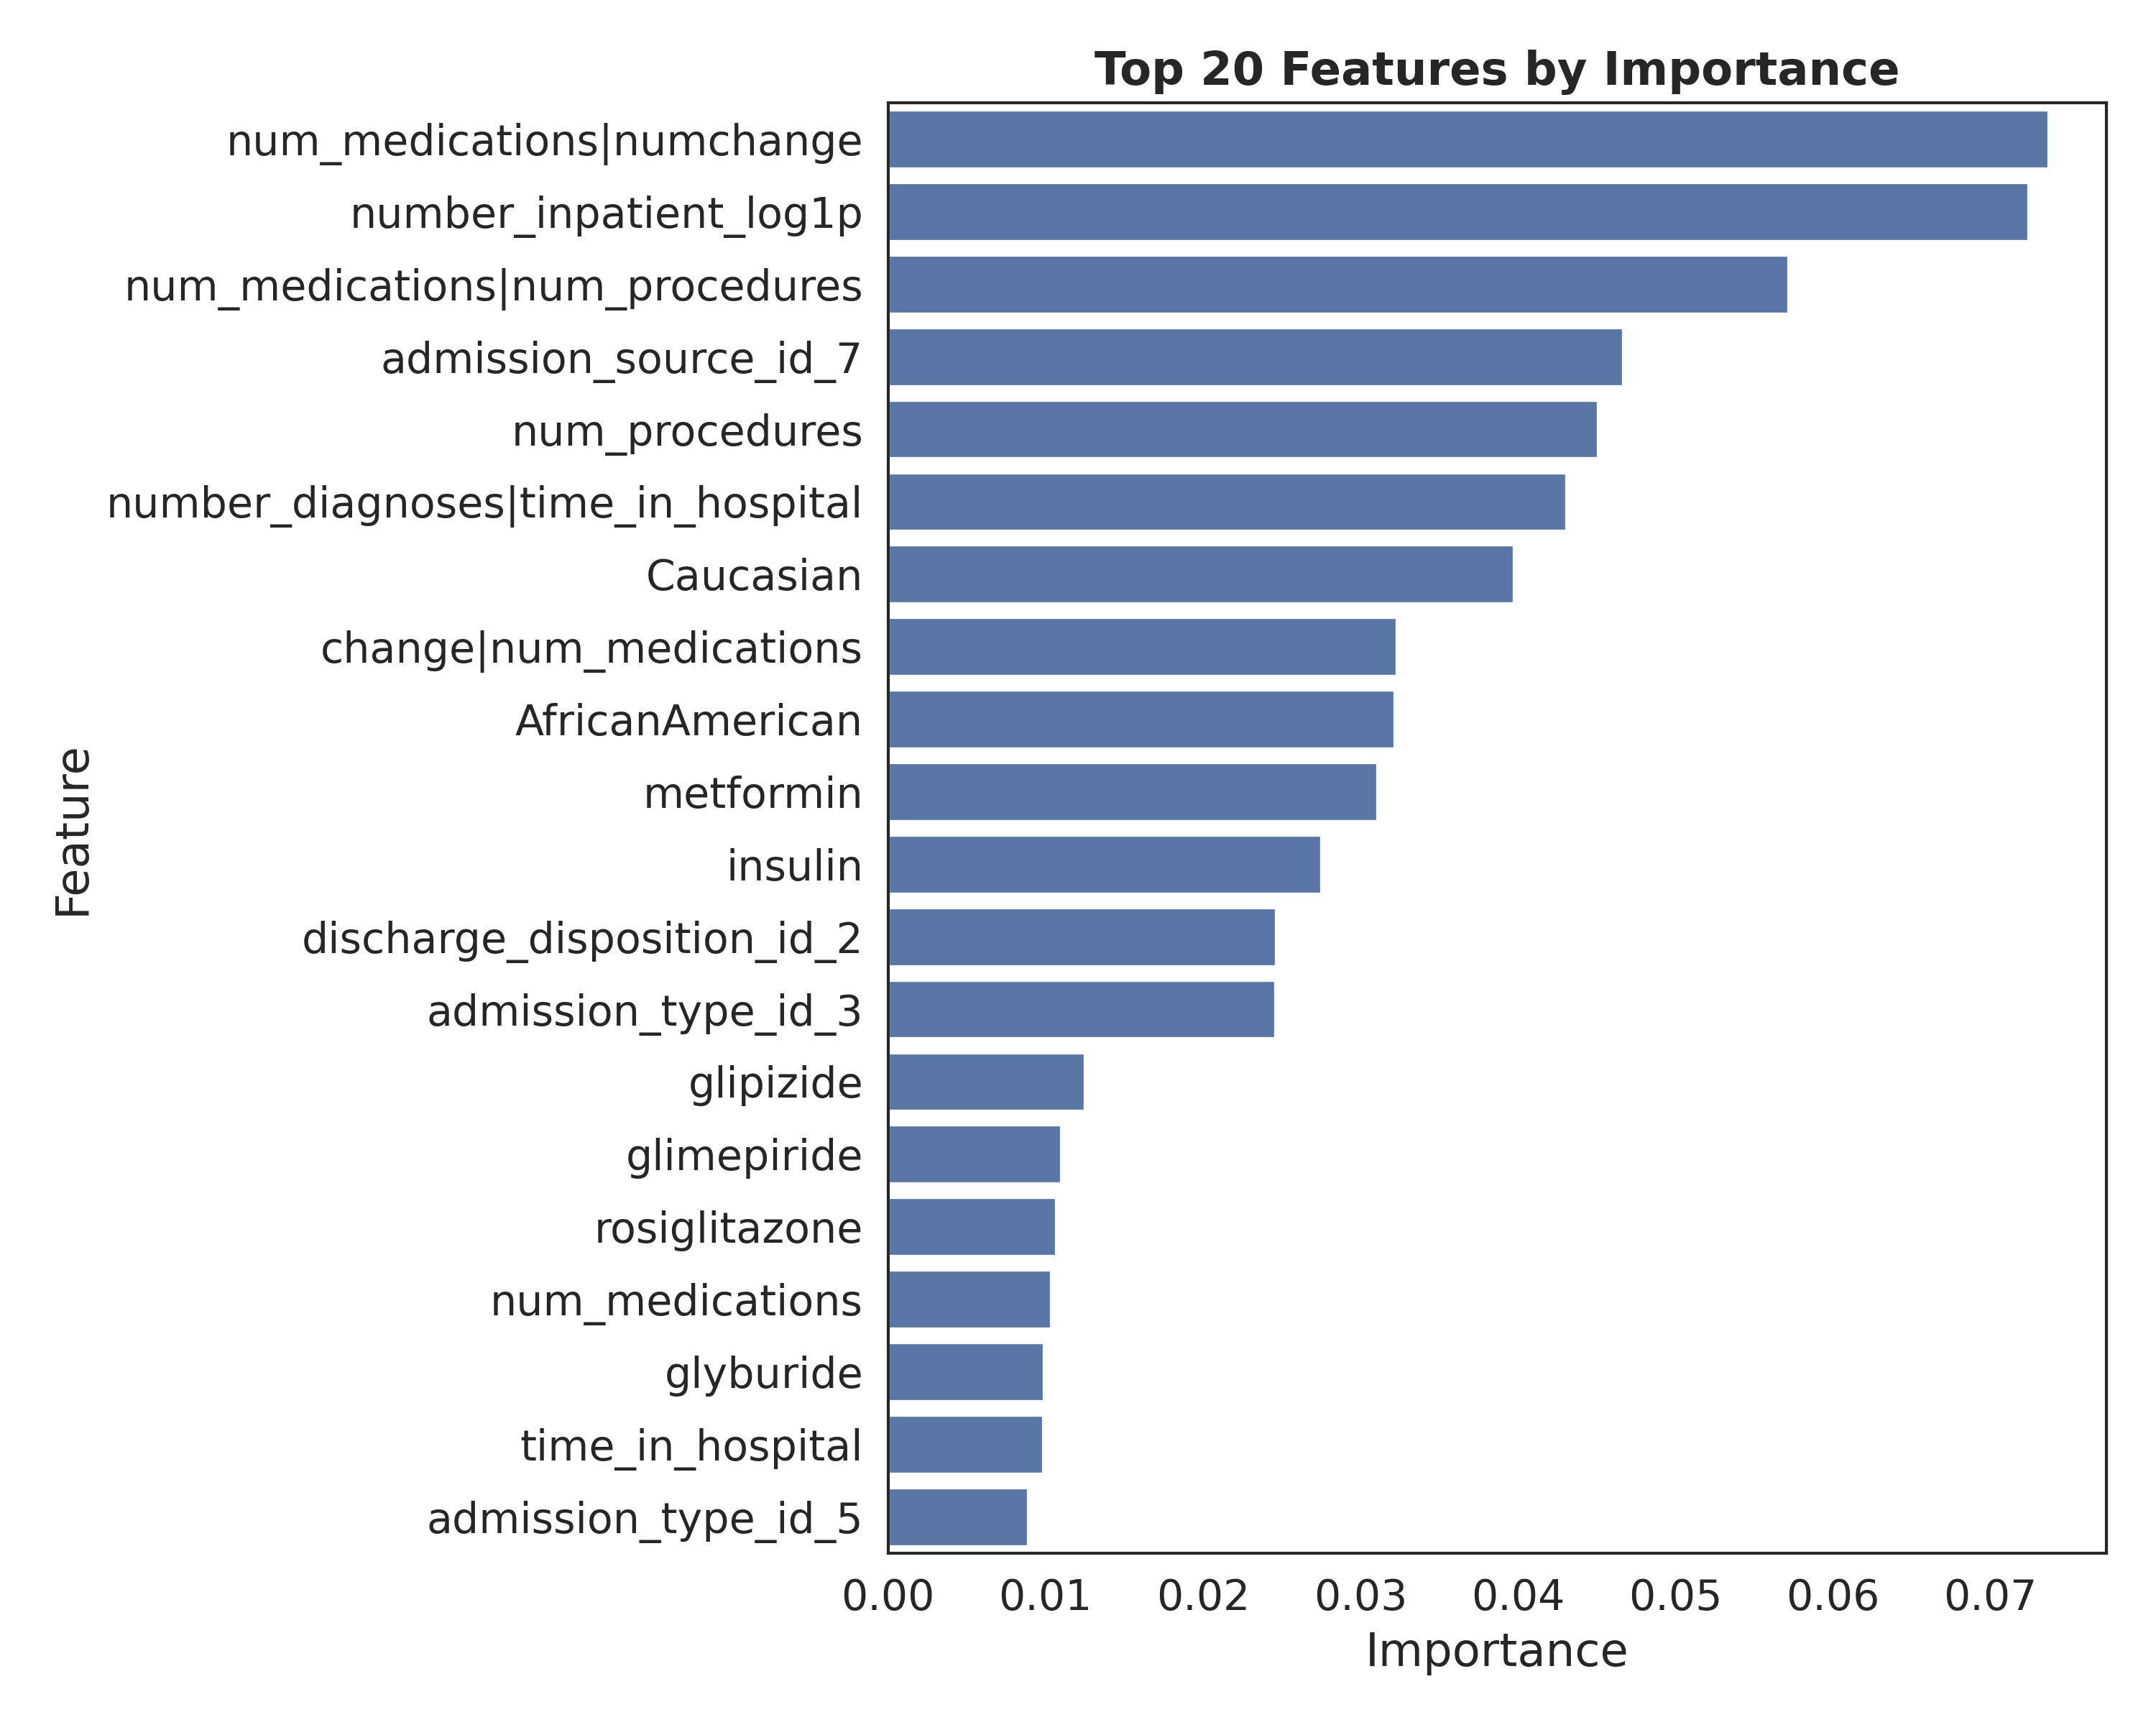 Top 20 Features by Importance
num_medications|numchange
number_inpatient_log1p
num_medications|num_procedures
admission_source_id_7
num_procedures
number_diagnoses|time_in_hospital
Caucasian
change|num_medications
AfricanAmerican
metformin
insulin
discharge_disposition_id_2
admission_type_id_3
glipizide
glimepiride
rosiglitazone
num_medications
glyburide
time_in_hospital
admission_type_id_5
Feature
0.00 0.01 0.02 0.03 0.04 0.05 0.06 0.07
Importance